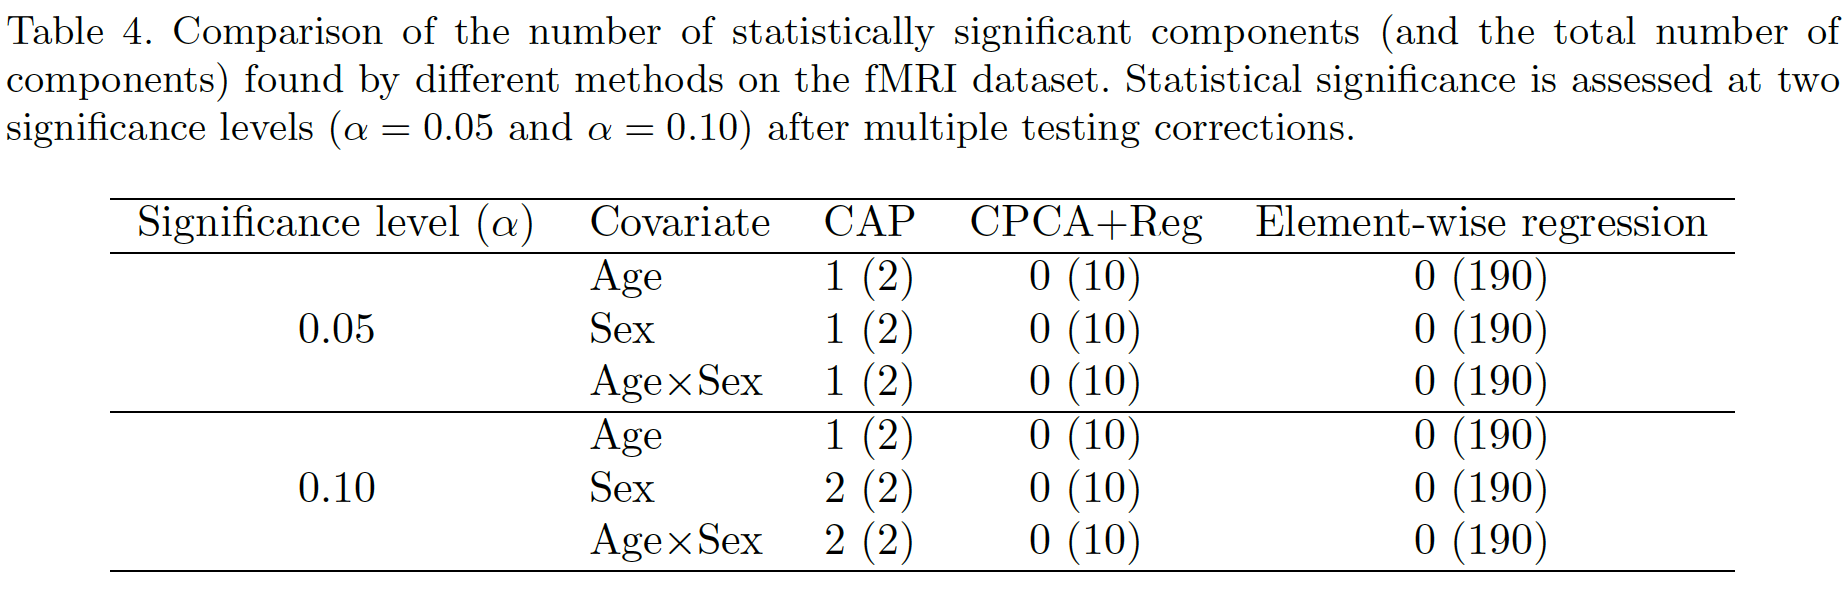 Table 4. Comparison of the number of statistically significant components (and the total number of
components) found by different methods on the fMRI dataset. Statistical significance is assessed at two
significance levels (α = 0.05 and α = 0.10) after multiple testing corrections.
Significance level (α) Covariate CAP CPCA+Reg Element-wise regression
Age 1 (2) 0 (10) 0 (190)
0.05 Sex 1 (2) 0 (10) 0 (190)
Age×Sex 1 (2) 0 (10) 0 (190)
Age 1 (2) 0 (10) 0 (190)
0.10 Sex 2 (2) 0 (10) 0 (190)
Age×Sex 2 (2) 0 (10) 0 (190)